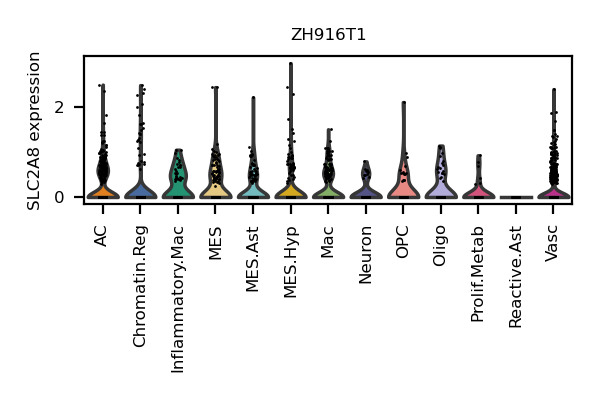 ZH916T1
SLC2A8 expression
2
0
AC
Chromatin.Reg
Inflammatory.Mac
MES
MES.Ast
MES.Hyp
Mac
Neuron
OPC
Oligo
Prolif.Metab
Reactive.Ast
Vasc